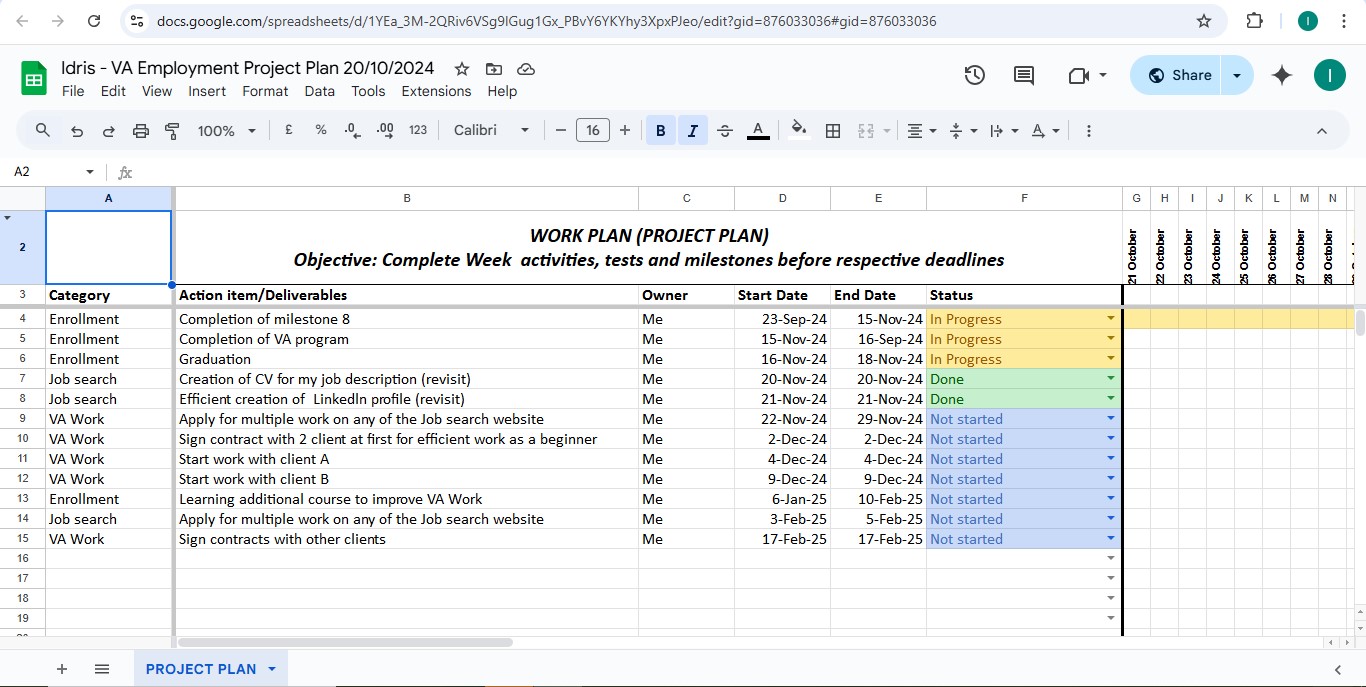 docs.google.com/spreadsheets/d/1YEa_3M-2QRiv6VSg9lGug1Gx_PBvY6YKYhy3XpxPJeo/edit?gid=876033036#gid=876033036
I
Idris - VA Employment Project Plan 20/10/2024
File Edit View Insert Format Data Tools Extensions Help
Share
I
100% £ % .0 .00 123 Calibri 16 B I S A
A2 fx
A B C D E F G H I J K L M N
2 WORK PLAN (PROJECT PLAN)
Objective: Complete Week activities, tests and milestones before respective deadlines
21 October
22 October
23 October
24 October
25 October
26 October
27 October
28 October
3 Category Action item/Deliverables Owner Start Date End Date Status
4 Enrollment Completion of milestone 8 Me 23-Sep-24 15-Nov-24 In Progress
5 Enrollment Completion of VA program Me 15-Nov-24 16-Sep-24 In Progress
6 Enrollment Graduation Me 16-Nov-24 18-Nov-24 In Progress
7 Job search Creation of CV for my job description (revisit) Me 20-Nov-24 20-Nov-24 Done
8 Job search Efficient creation of LinkedIn profile (revisit) Me 21-Nov-24 21-Nov-24 Done
9 VA Work Apply for multiple work on any of the Job search website Me 22-Nov-24 29-Nov-24 Not started
10 VA Work Sign contract with 2 client at first for efficient work as a beginner Me 2-Dec-24 2-Dec-24 Not started
11 VA Work Start work with client A Me 4-Dec-24 4-Dec-24 Not started
12 VA Work Start work with client B Me 9-Dec-24 9-Dec-24 Not started
13 Enrollment Learning additional course to improve VA Work Me 6-Jan-25 10-Feb-25 Not started
14 Job search Apply for multiple work on any of the Job search website Me 3-Feb-25 5-Feb-25 Not started
15 VA Work Sign contracts with other clients Me 17-Feb-25 17-Feb-25 Not started
16
17
18
19
PROJECT PLAN